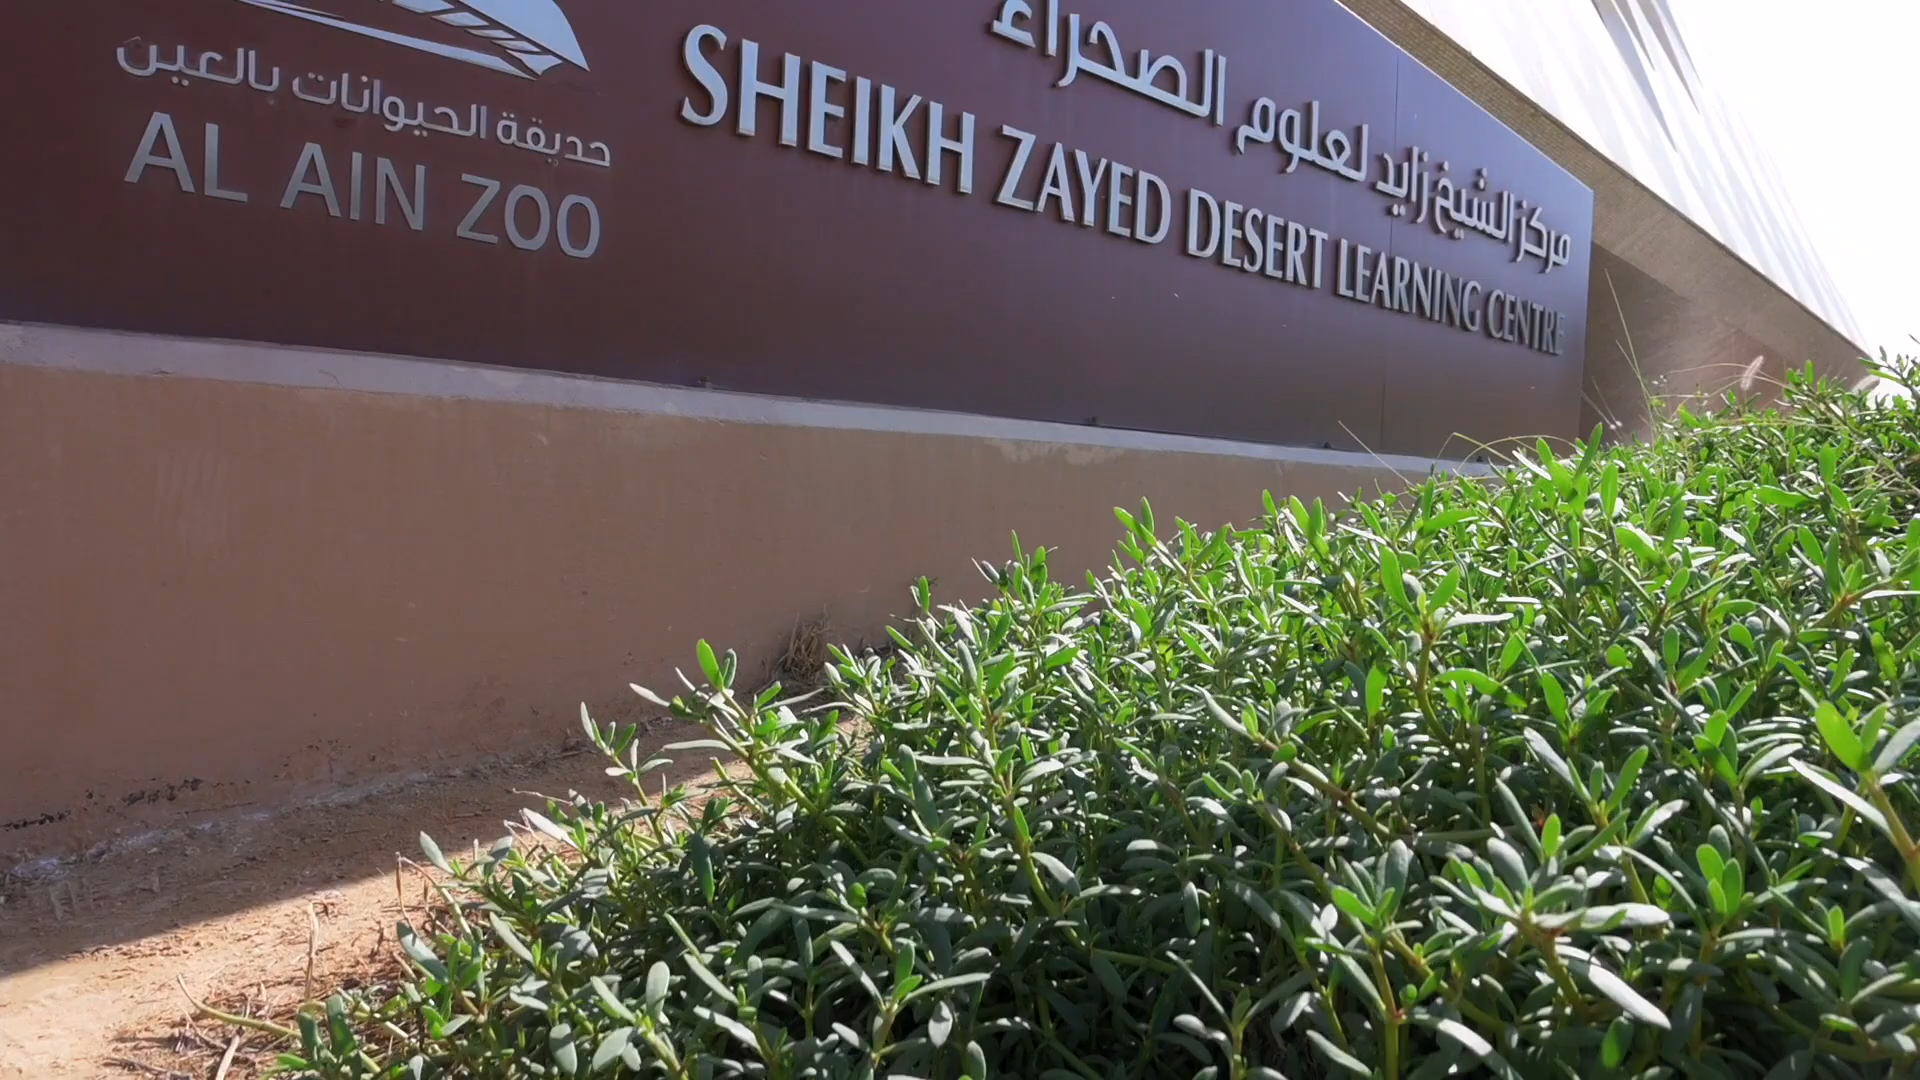 حديقة الحيوانات بالعين
AL AIN ZOO
مركز الشيخ زايد لعلوم الصحراء
SHEIKH ZAYED DESERT LEARNING CENTRE